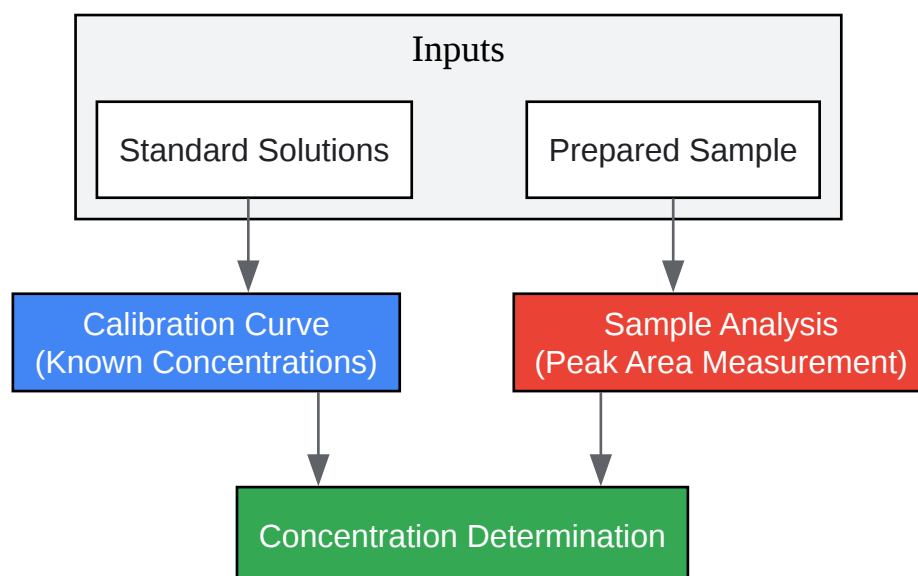 Inputs
Standard Solutions
Prepared Sample
Calibration Curve
(Known Concentrations)
Sample Analysis
(Peak Area Measurement)
Concentration Determination